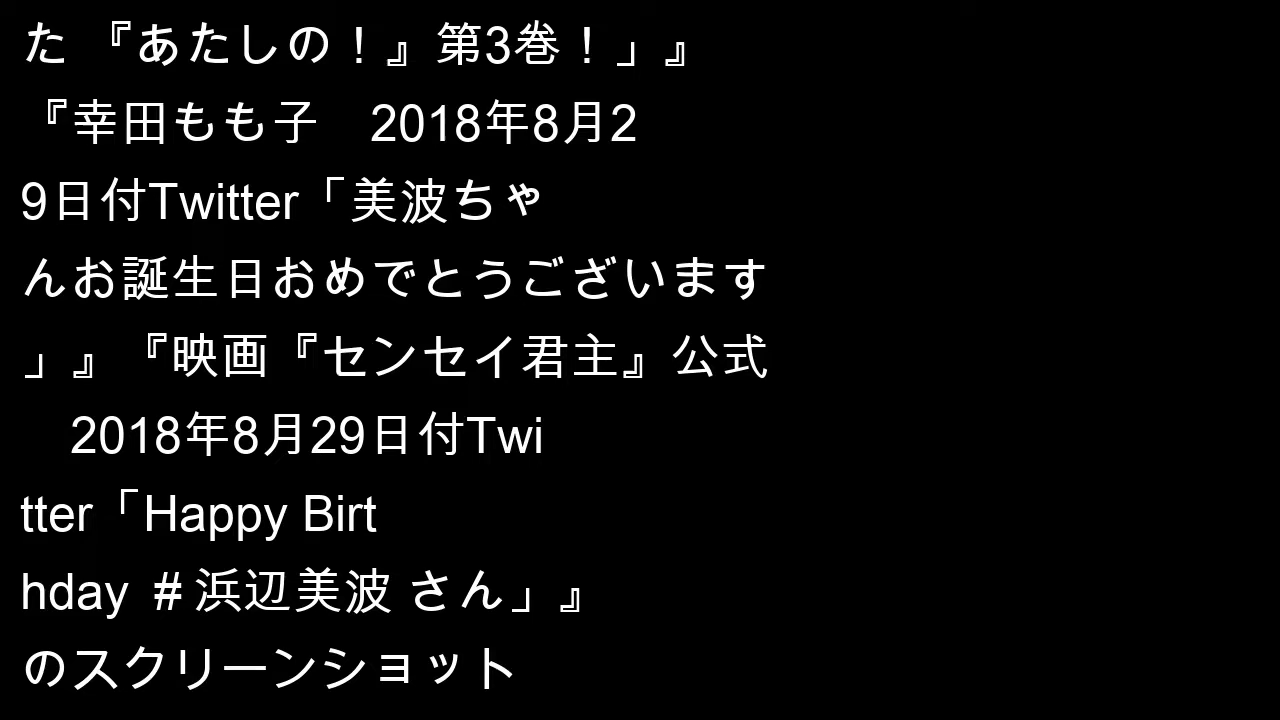 た 『あたしの！』第3巻！」』
『幸田もも子　2018年8月2
9日付Twitter「美波ちゃ
んお誕生日おめでとうございます
」』『映画『センセイ君主』公式
　2018年8月29日付Twi
tter「Happy Birt
hday ＃浜辺美波 さん」』
のスクリーンショット